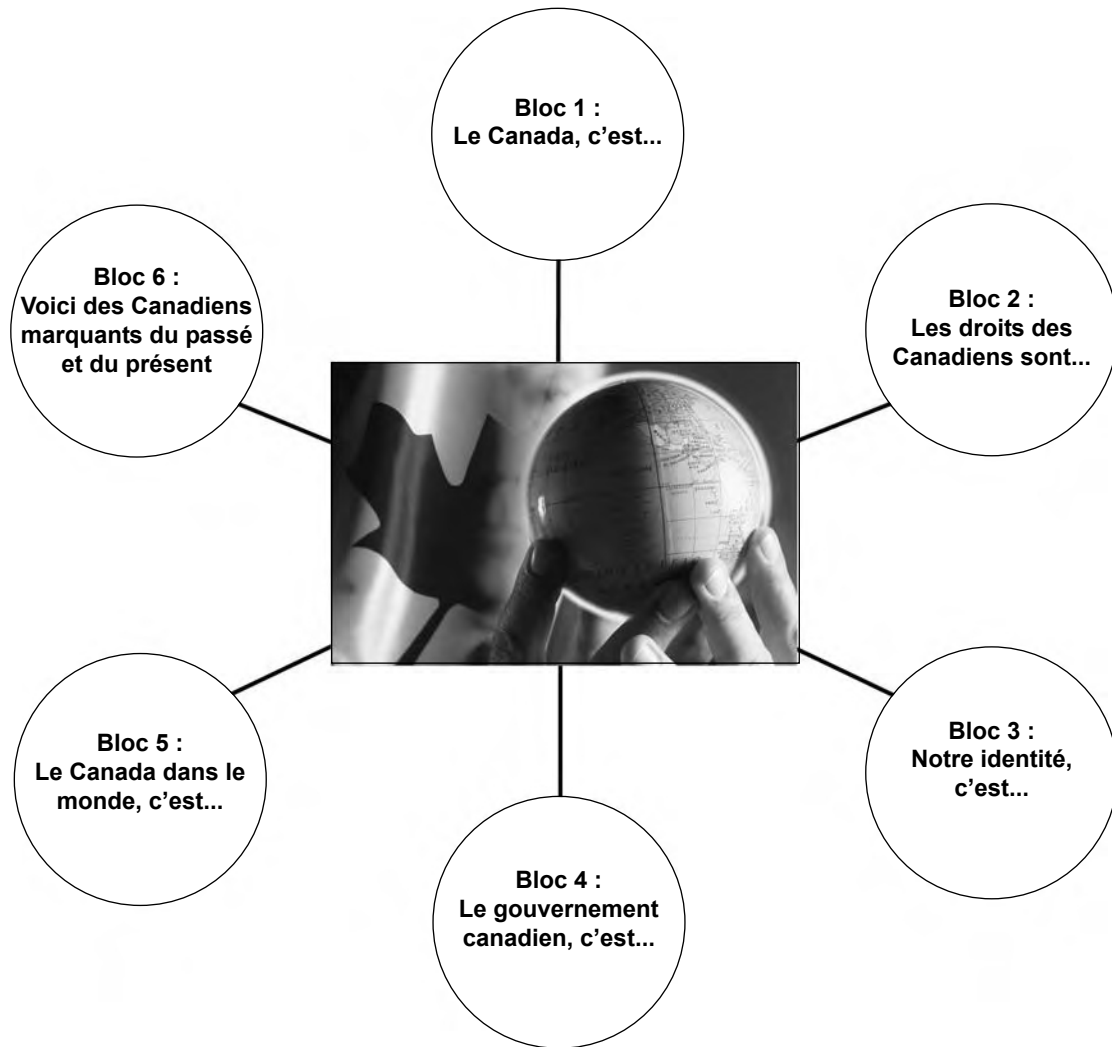 Bloc 1 :
Le Canada, c'est...
Bloc 2 :
Les droits des
Canadiens sont...
Bloc 3 :
Notre identité,
c'est...
Bloc 4 :
Le gouvernement
canadien, c'est...
Bloc 5 :
Le Canada dans le
monde, c'est...
Bloc 6 :
Voici des Canadiens
marquants du passé
et du présent